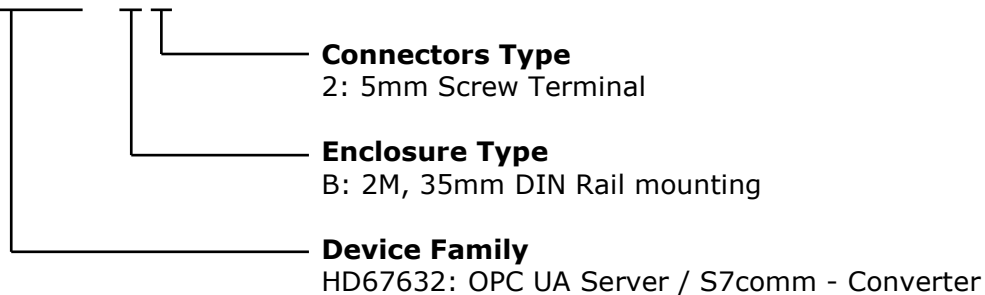 Connectors Type
2: 5mm Screw Terminal
Enclosure Type
B: 2M, 35mm DIN Rail mounting
Device Family
HD67632: OPC UA Server / S7comm - Converter